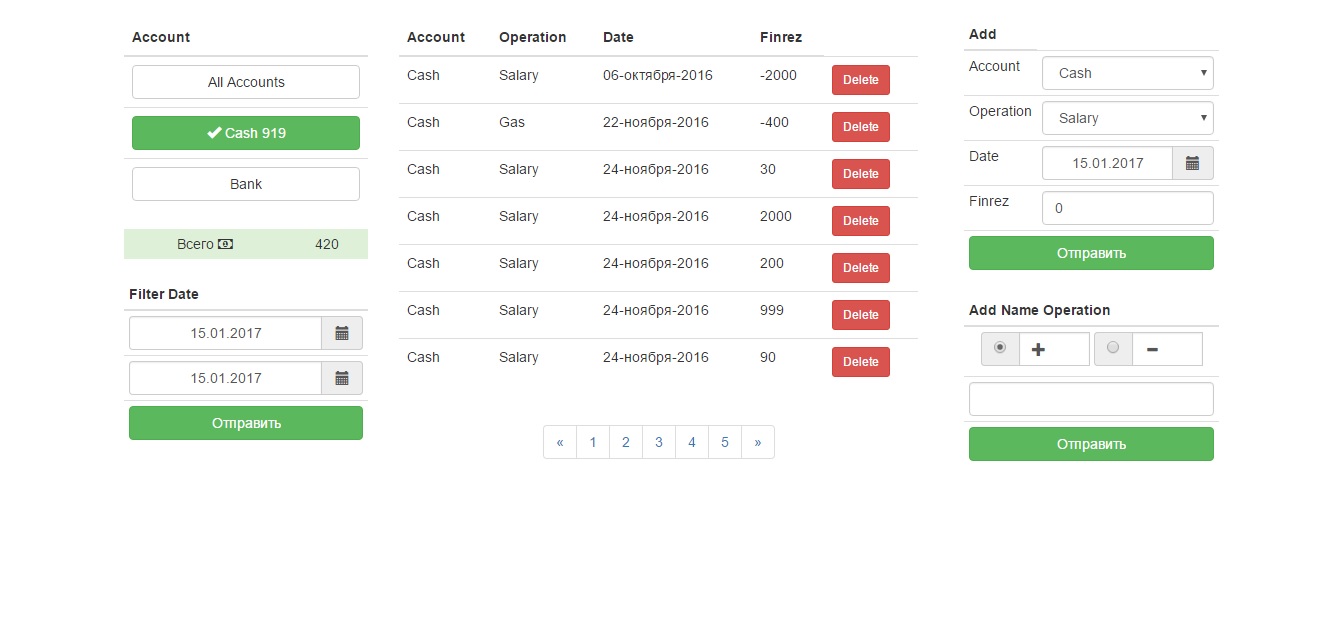 Account
All Accounts
Cash 919
Bank
Всего 420
Filter Date
15.01.2017
15.01.2017
Отправить
Account Operation Date Finrez
Cash Salary 06-октября-2016 -2000 Delete
Cash Gas 22-ноября-2016 -400 Delete
Cash Salary 24-ноября-2016 30 Delete
Cash Salary 24-ноября-2016 2000 Delete
Cash Salary 24-ноября-2016 200 Delete
Cash Salary 24-ноября-2016 999 Delete
Cash Salary 24-ноября-2016 90 Delete
« 1 2 3 4 5 »
Add
Account Cash
Operation Salary
Date 15.01.2017
Finrez 0
Отправить
Add Name Operation
+ −
Отправить